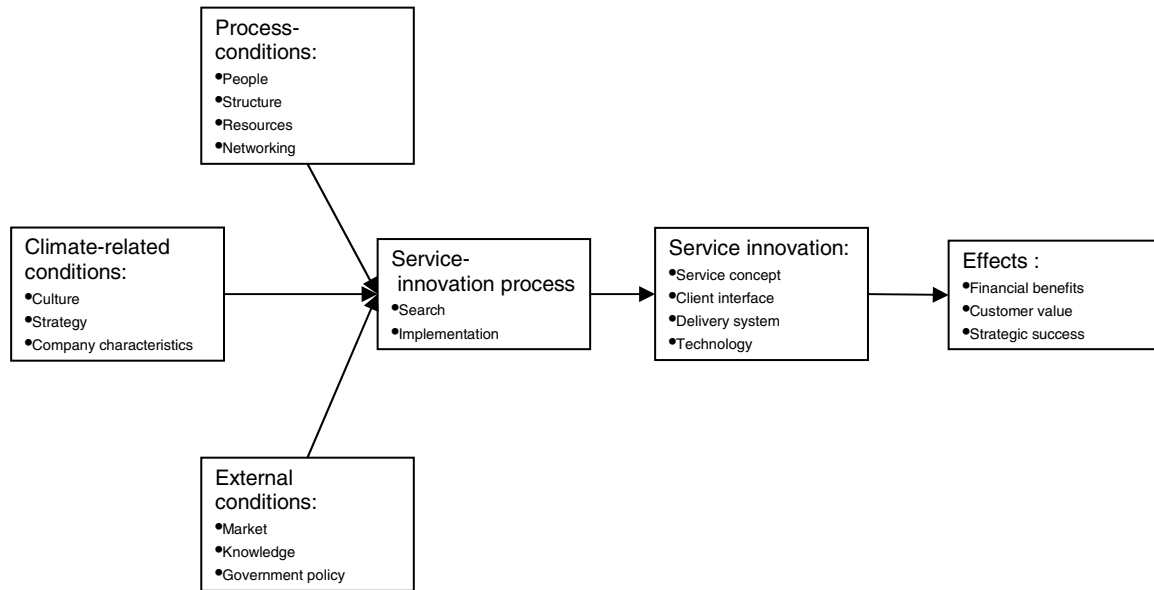 Process-
conditions:
•People
•Structure
•Resources
•Networking
Climate-related
conditions:
•Culture
•Strategy
•Company characteristics
External
conditions:
•Market
•Knowledge
•Government policy
Service-
innovation process
•Search
•Implementation
Service innovation:
•Service concept
•Client interface
•Delivery system
•Technology
Effects :
•Financial benefits
•Customer value
•Strategic success